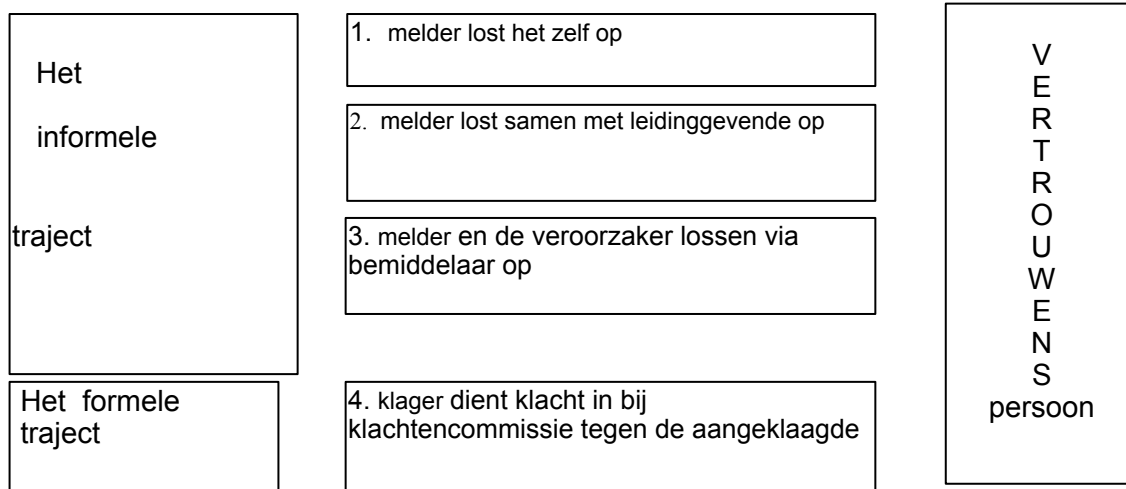 Het
informele
traject
1. melder lost het zelf op
2. melder lost samen met leidinggevende op
3. melder en de veroorzaker lossen via
bemiddelaar op
Het formele
traject
4. klager dient klacht in bij
klachtencommissie tegen de aangeklaagde
V
E
R
T
R
O
U
W
E
N
S
persoon